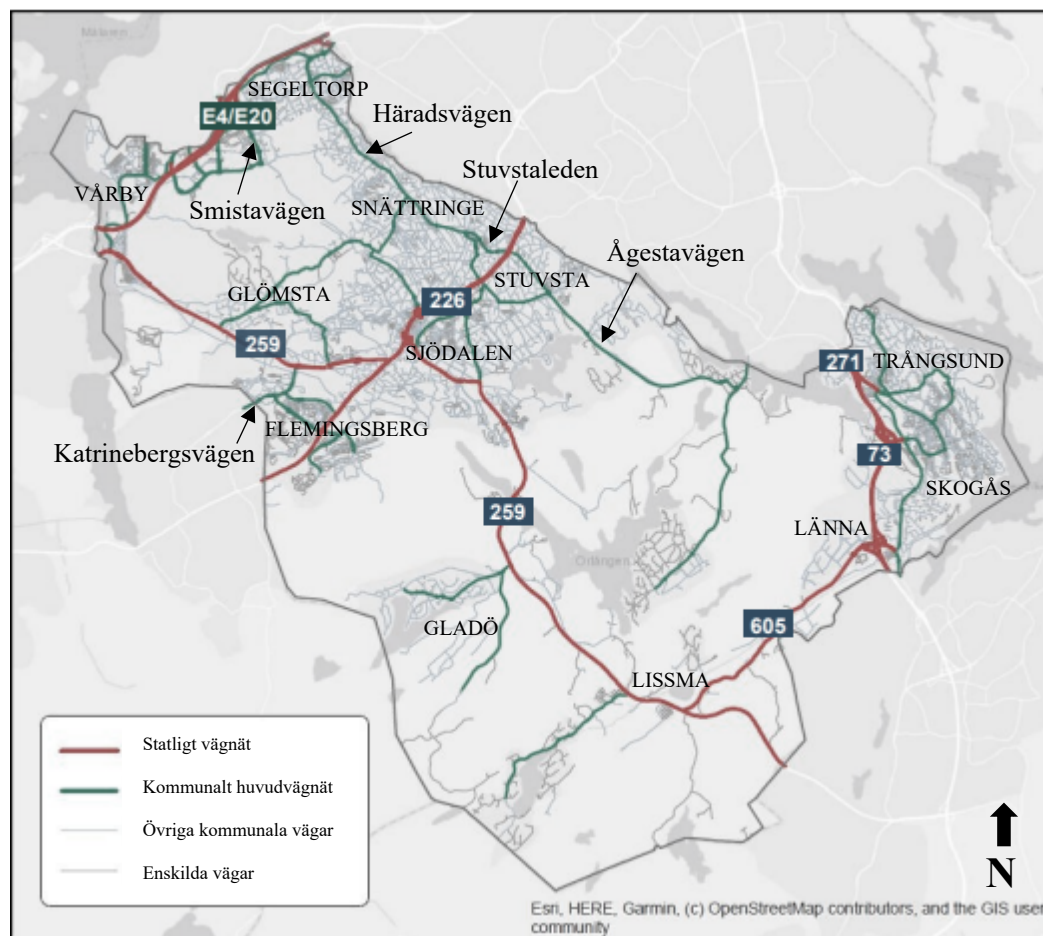 Mälaren
SEGELTORP
E4/E20
Häradsvägen
Stuvstaleden
VÅRBY
Smistavägen
SNÄTTRINGE
Ågestavägen
STUVSTA
GLÖMSTA
226
259
SJÖDALEN
271
TRÅNGSUND
FLEMINGSBERG
Katrinebergsvägen
73
SKOGÅS
259
LÄNNA
Orlången
GLADÖ
605
LISSMA
Statligt vägnät
Kommunalt huvudvägnät
Övriga kommunala vägar
Enskilda vägar
N
Esri, HERE, Garmin, (c) OpenStreetMap contributors, and the GIS user
community